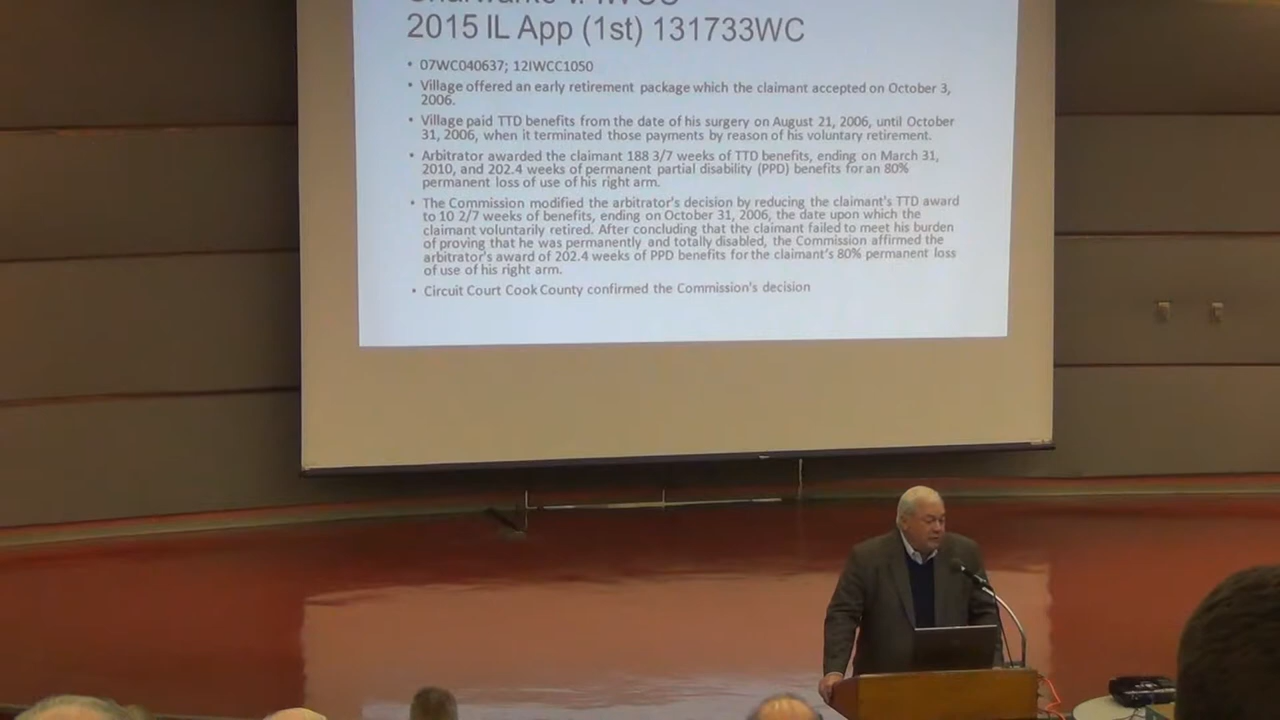 2015 IL App (1st) 131733WC
• 07WC040637; 12IWCC1050
• Village offered an early retirement package which the claimant accepted on October 3,
2006.
• Village paid TTD benefits from the date of his surgery on August 21, 2006, until October
31, 2006, when it terminated those payments by reason of his voluntary retirement.
• Arbitrator awarded the claimant 188 3/7 weeks of TTD benefits, ending on March 31,
2010, and 202.4 weeks of permanent partial disability (PPD) benefits for an 80%
permanent loss of use of his right arm.
• The Commission modified the arbitrator's decision by reducing the claimant's TTD award
to 10 2/7 weeks of benefits, ending on October 31, 2006, the date upon which the
claimant voluntarily retired. After concluding that the claimant failed to meet his burden
of proving that he was permanently and totally disabled, the Commission affirmed the
arbitrator's award of 202.4 weeks of PPD benefits for the claimant's 80% permanent loss
of use of his right arm.
• Circuit Court Cook County confirmed the Commission's decision